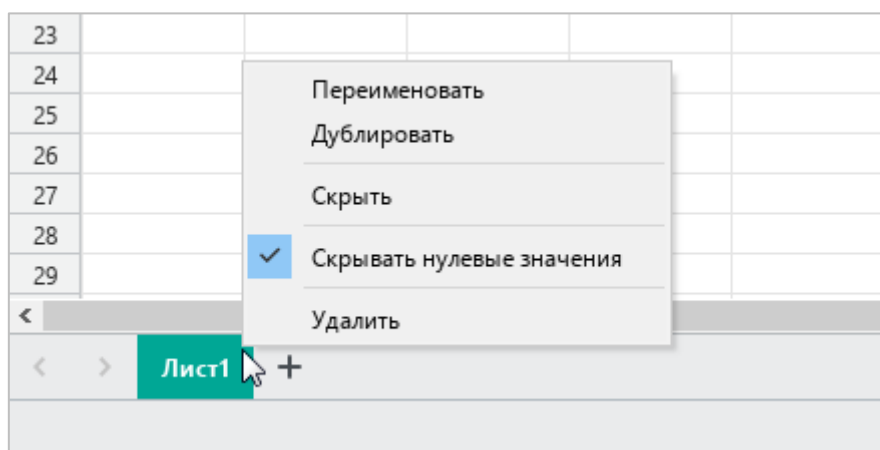 23
24
25
26
27
28
29
Переименовать
Дублировать
Скрыть
Скрывать нулевые значения
Удалить
Лист1